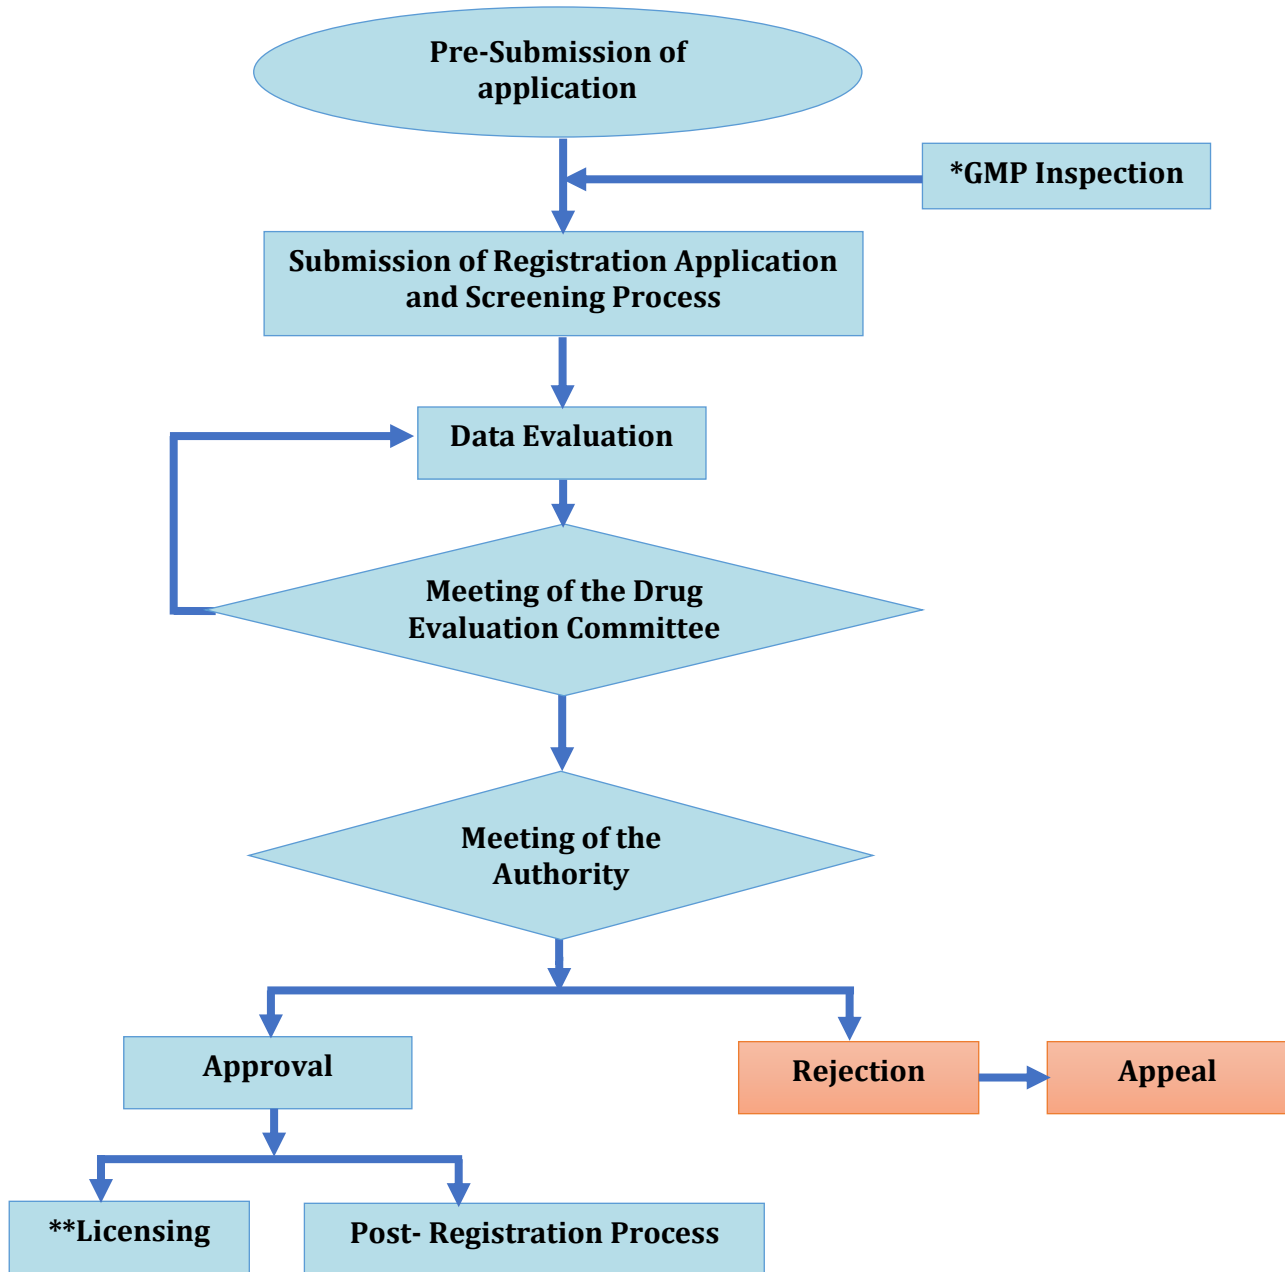 Pre-Submission of
application
*GMP Inspection
Submission of Registration Application
and Screening Process
Data Evaluation
Meeting of the Drug
Evaluation Committee
Meeting of the
Authority
Approval
Rejection
Appeal
**Licensing
Post- Registration Process